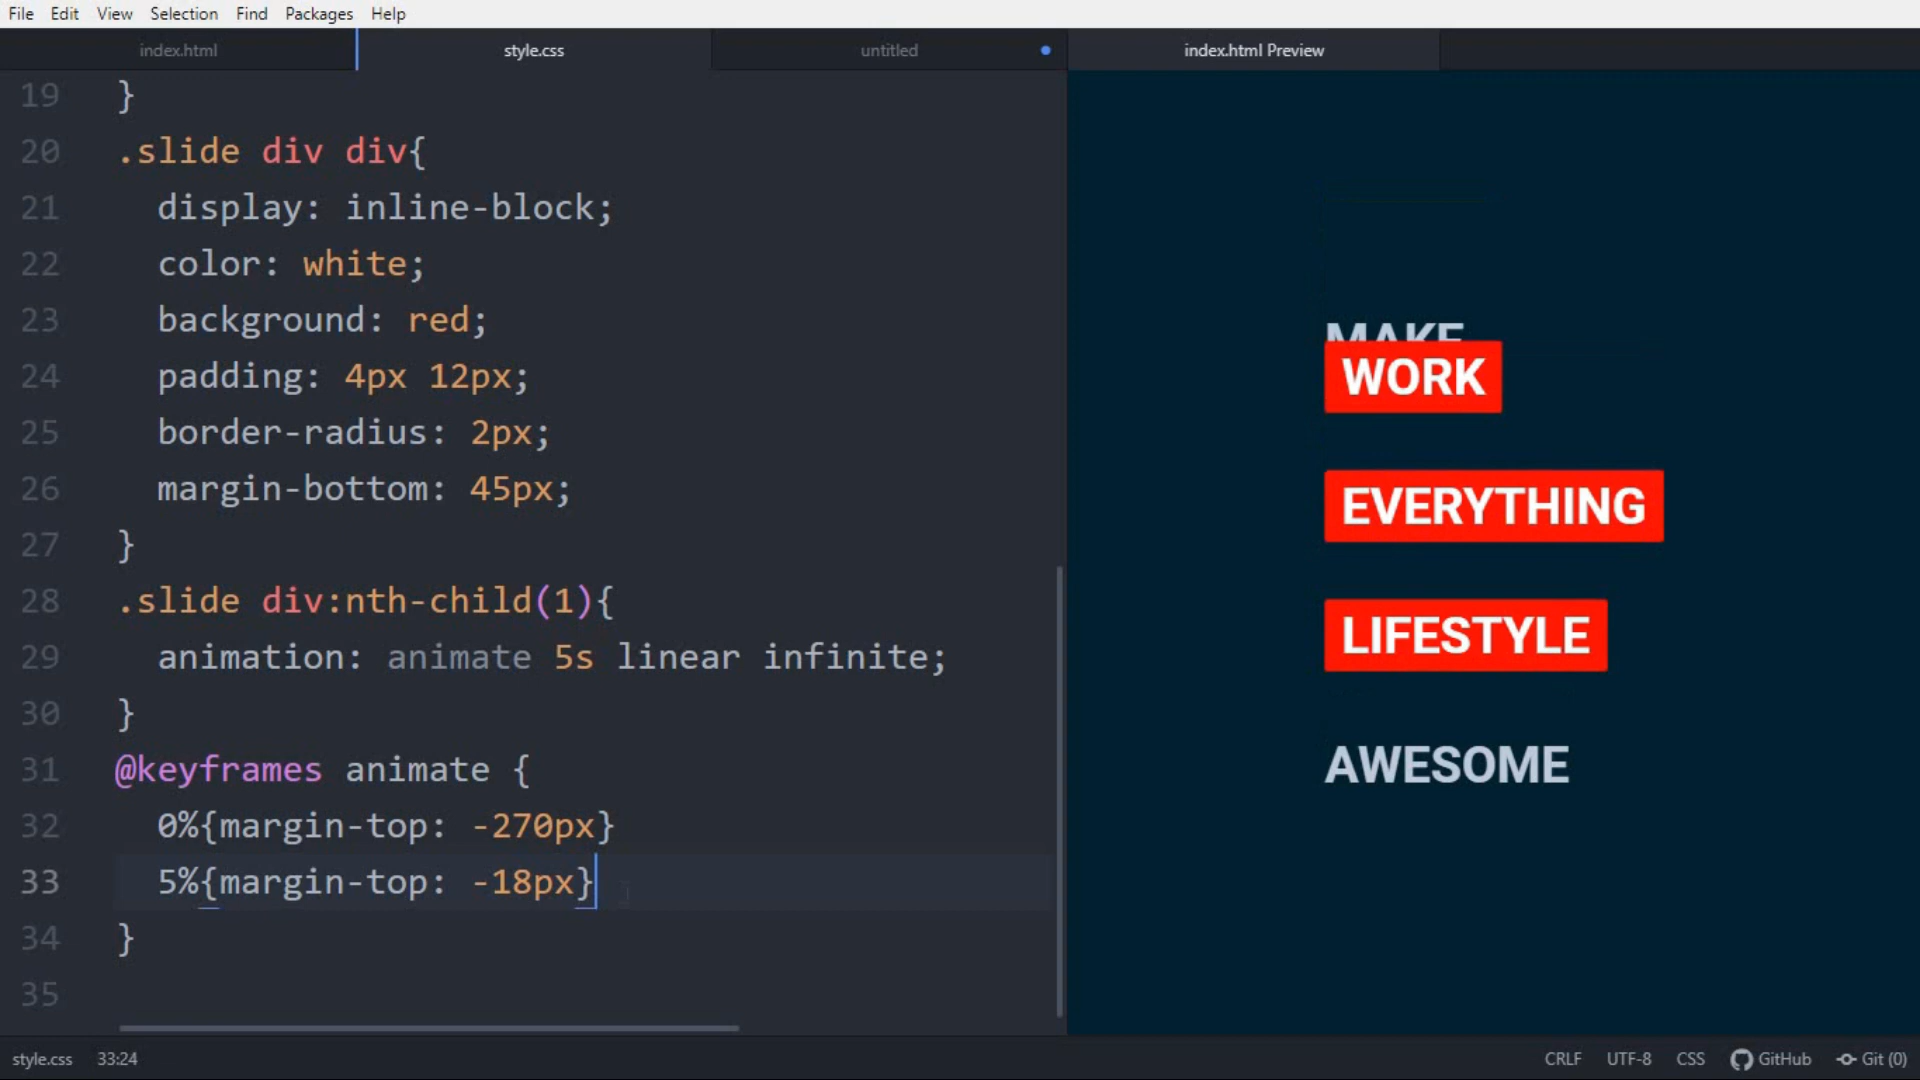 File Edit View Selection Find Packages Help
index.html style.css untitled index.html Preview
19 }
20 .slide div div{
21 display: inline-block;
22 color: white;
23 background: red;
24 padding: 4px 12px;
25 border-radius: 2px;
26 margin-bottom: 45px;
27 }
28 .slide div:nth-child(1){
29 animation: animate 5s linear infinite;
30 }
31 @keyframes animate {
32 0%{margin-top: -270px}
33 5%{margin-top: -18px}
34 }
35
MAKE
WORK
EVERYTHING
LIFESTYLE
AWESOME
style.css 33:24 CRLF UTF-8 CSS GitHub Git (0)